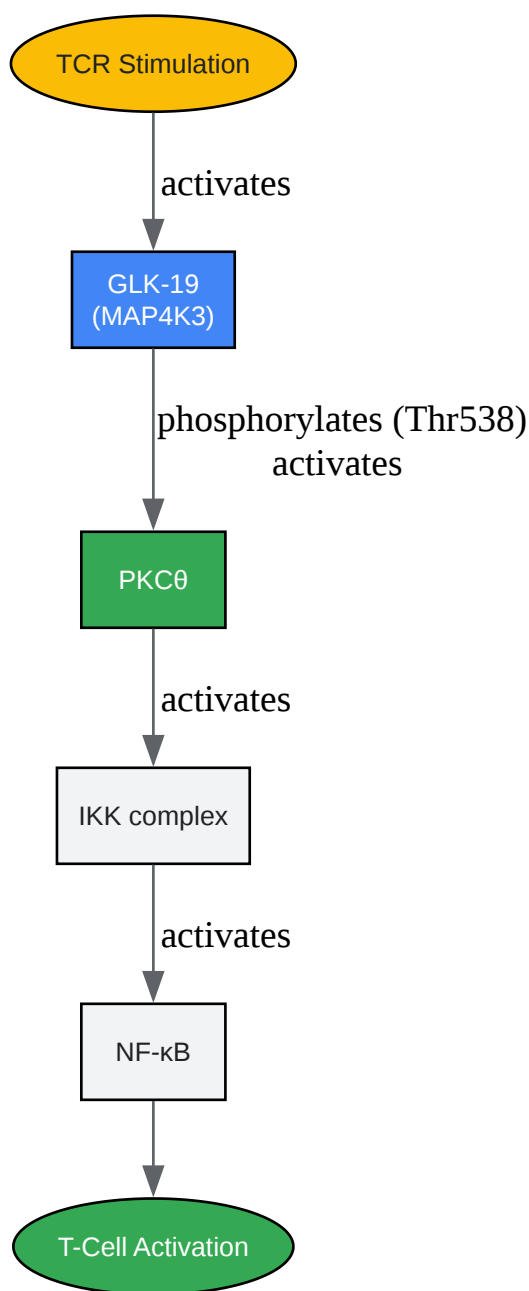 TCR Stimulation
activates
GLK-19
(MAP4K3)
phosphorylates (Thr538)
activates
PKCθ
activates
IKK complex
activates
NF-κB
T-Cell Activation